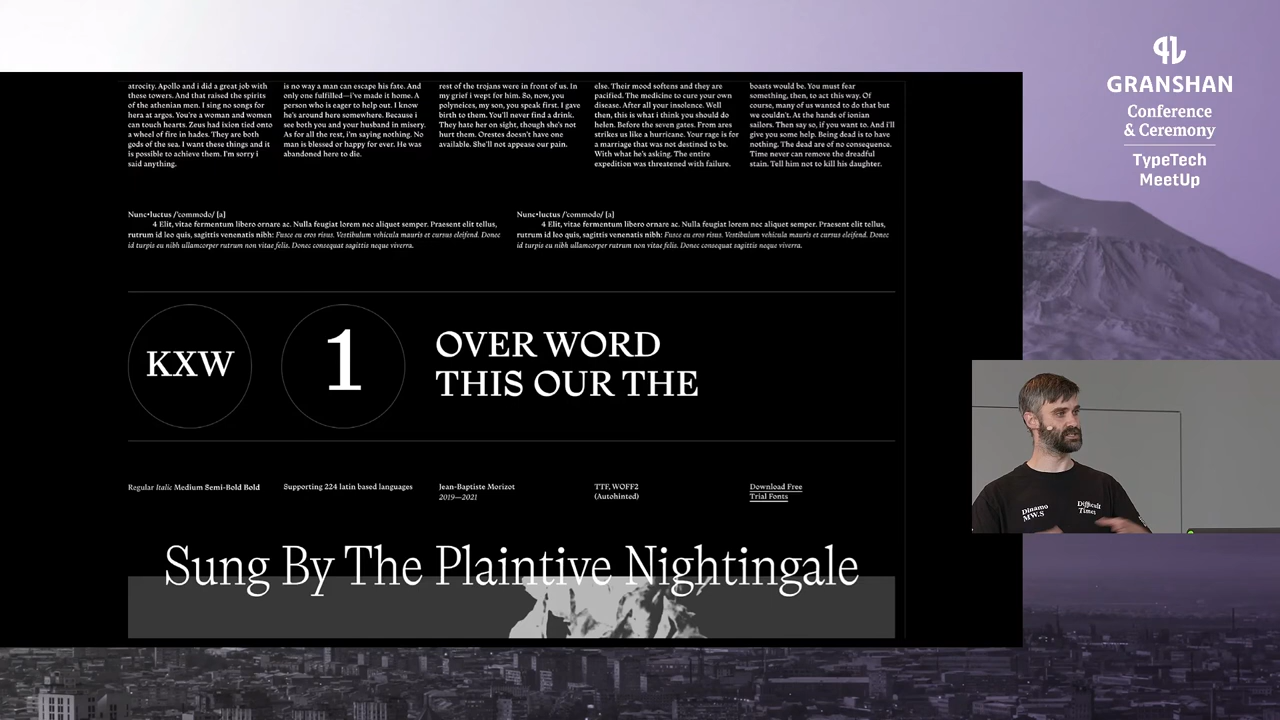 atrocity. Apollo and i did a great job with
these towers. And that raised the spirits
of the athenian men. I sing no songs for
hera at argos. You're a woman and women
can touch hearts. Zeus had ixion tied onto
a wheel of fire in hades. They are both
gods of the sea. I want these things and it
is possible to achieve them. I'm sorry i
said anything.
is no way a man can escape his fate. And
only one fulfilled—i've made it home. A
person who is eager to help out. I know
he's around here somewhere. Because i
see both you and your husband in misery.
As for all the rest, i'm saying nothing. No
man is blessed or happy for ever. He was
abandoned here to die.
rest of the trojans were in front of us. In
my grief i wept for him. So, now, you
polyneices, my son, you speak first. I gave
birth to them. You'll never find a drink.
They hate her on sight, though she's not
hurt them. Orestes doesn't have one
available. She'll not appease our pain.
else. Their mood softens and they are
pacified. The medicine to cure your own
disease. After all your insolence. Well
then, this is what i think you should do
helen. Before the seven gates. From ares
strikes us like a hurricane. Your rage is for
a marriage that was not destined to be.
With what he's asking. The entire
expedition was threatened with failure.
boasts would be. You must fear
something, then, to act this way. Of
course, many of us wanted to do that but
we couldn't. At the hands of ionian
sailors. Then say so, if you want to. And i'll
give you some help. Being dead is to have
nothing. The dead are of no consequence.
Time never can remove the dreadful
stain. Tell him not to kill his daughter.
Nunc•luctus /'commodo/ [a]
4 Elit, vitae fermentum libero ornare ac. Nulla feugiat lorem nec aliquet semper. Praesent elit tellus,
rutrum id leo quis, sagittis venenatis nibh: Fusce eu eros risus. Vestibulum vehicula mauris et cursus eleifend. Donec
id turpis eu nibh ullamcorper rutrum non vitae felis. Donec consequat sagittis neque viverra.
Nunc•luctus /'commodo/ [a]
4 Elit, vitae fermentum libero ornare ac. Nulla feugiat lorem nec aliquet semper. Praesent elit tellus,
rutrum id leo quis, sagittis venenatis nibh: Fusce eu eros risus. Vestibulum vehicula mauris et cursus eleifend. Donec
id turpis eu nibh ullamcorper rutrum non vitae felis. Donec consequat sagittis neque viverra.
KXW
1
OVER WORD
THIS OUR THE
Regular Italic Medium Semi-Bold Bold
Supporting 224 latin based languages
Jean-Baptiste Morizot
2019—2021
TTF, WOFF2
(Autohinted)
Download Free
Trial Fonts
Sung By The Plaintive Nightingale
GRANSHAN
Conference
& Ceremony
TypeTech
MeetUp
Dinamo
MW.S
Difficult
Times